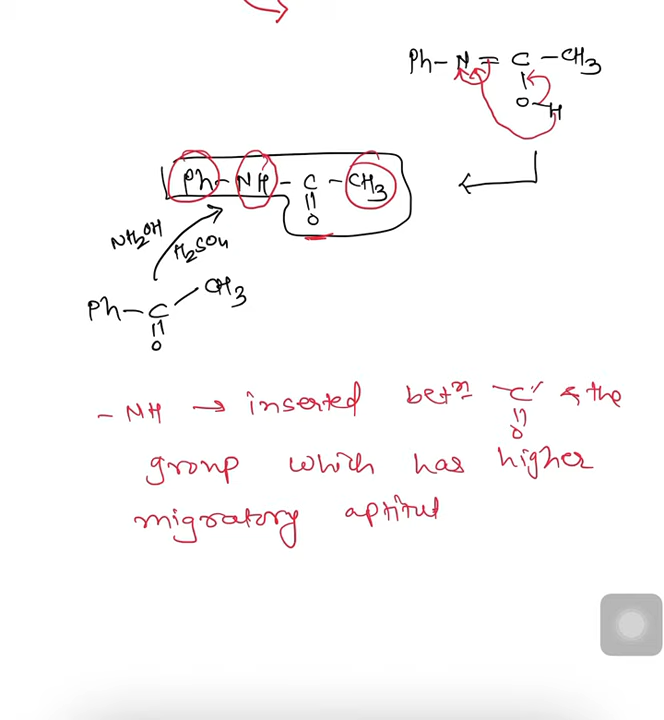 Ph-N=C-CH3
O-H
Ph-NH-C-CH3
O
NH2OH
H2SO4
CH3
Ph-C
O
- NH → inserted betn -C- & the
O
group which has higher
migratory aptitud